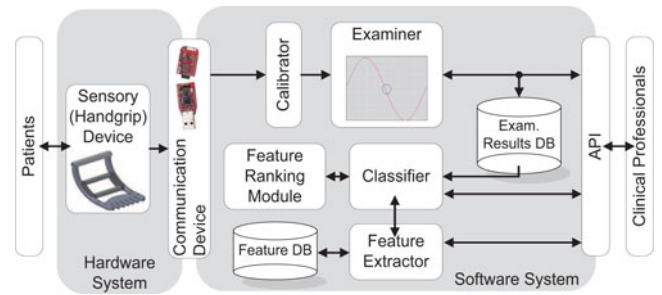 Patients
Sensory
(Handgrip)
Device
Hardware
System
Communication
Device
Calibrator
Examiner
Exam.
Results DB
Feature
Ranking
Module
Classifier
Feature DB
Feature
Extractor
Software System
API
Clinical Professionals